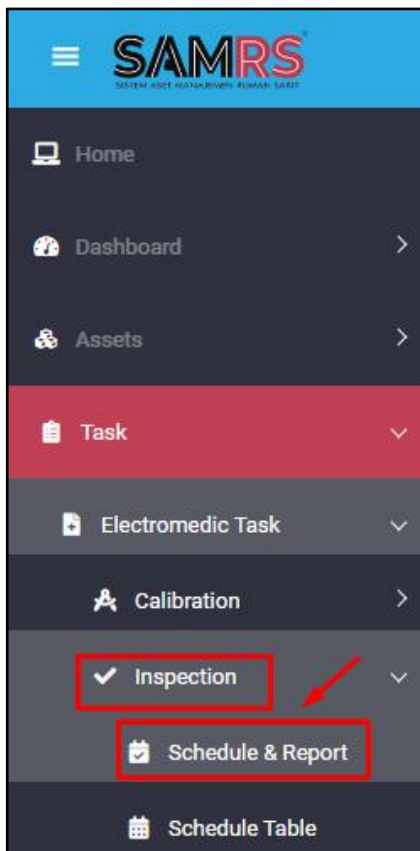 SAMRS
SISTEM ASET MANAJEMEN RUMAH SAKIT
Home
Dashboard
Assets
Task
Electromedic Task
Calibration
Inspection
Schedule & Report
Schedule Table